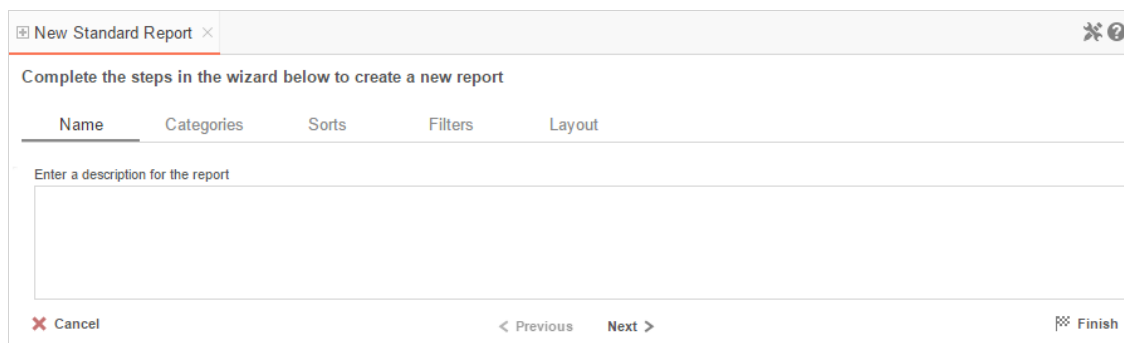 New Standard Report
Complete the steps in the wizard below to create a new report
Name Categories Sorts Filters Layout
Enter a description for the report
Cancel < Previous Next > Finish